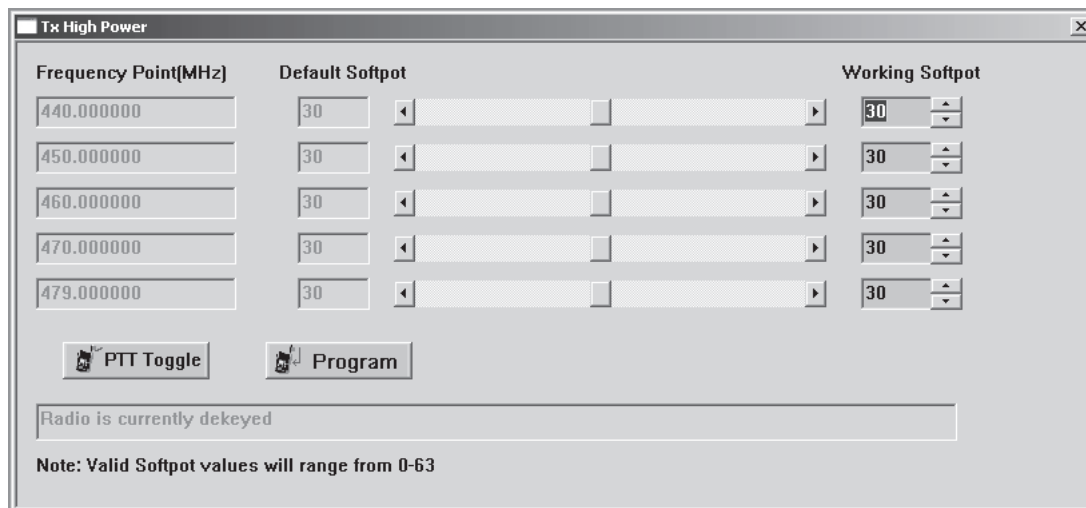 Tx High Power
Frequency Point(MHz) Default Softpot Working Softpot
440.000000 30 30
450.000000 30 30
460.000000 30 30
470.000000 30 30
479.000000 30 30
PTT Toggle Program
Radio is currently dekeyed
Note: Valid Softpot values will range from 0-63